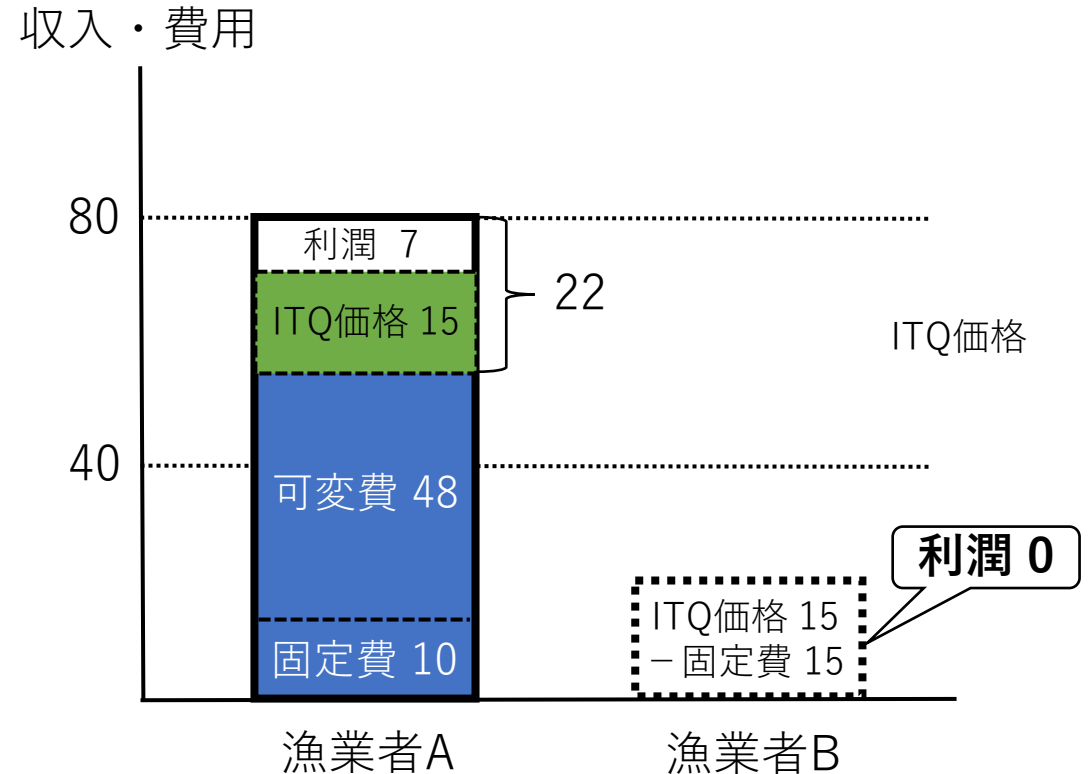 収入・費用
80
利潤 7
22
ITQ価格 15
ITQ価格
40
可変費 48
利潤 0
ITQ価格 15
－固定費 15
固定費 10
漁業者A
漁業者B